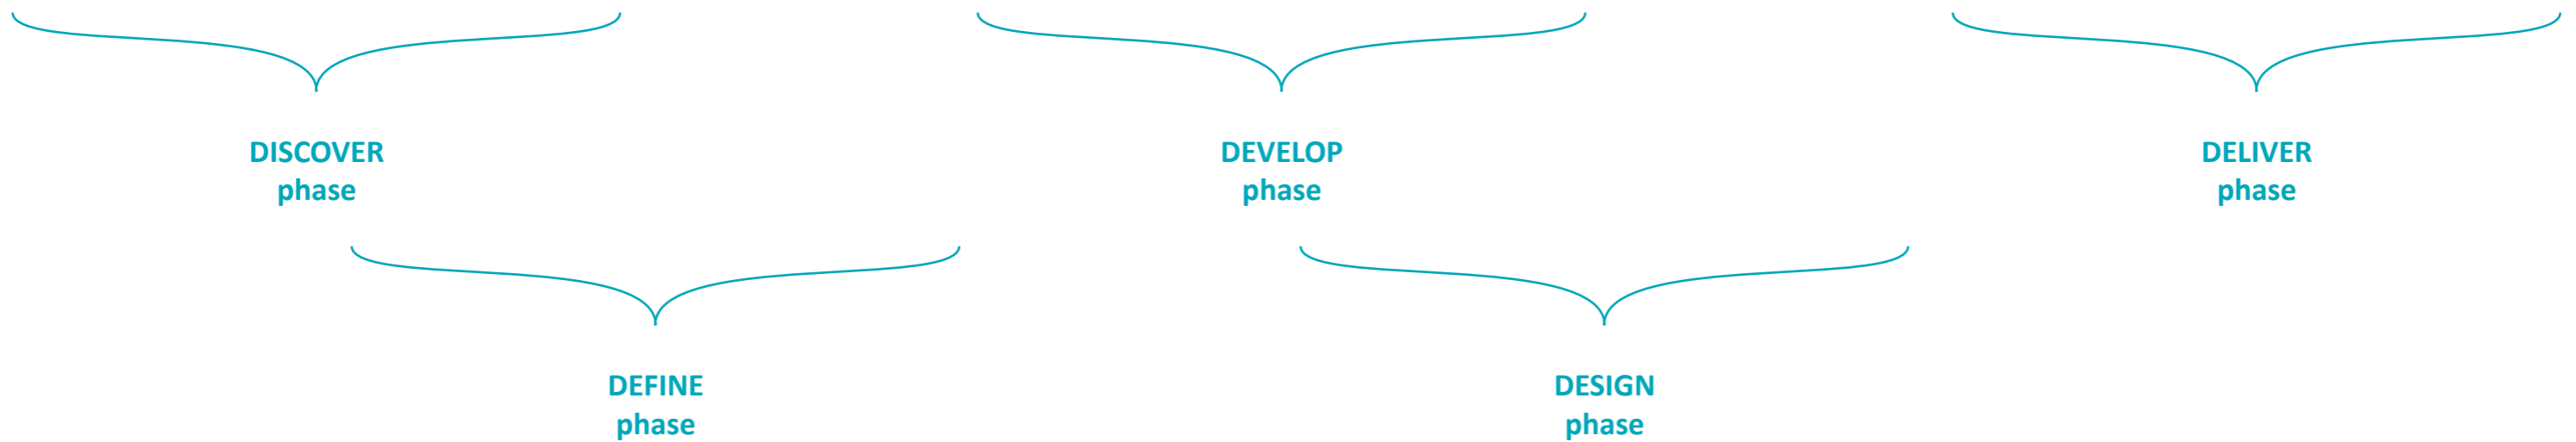 DISCOVER
phase
DEVELOP
phase
DELIVER
phase
DEFINE
phase
DESIGN
phase